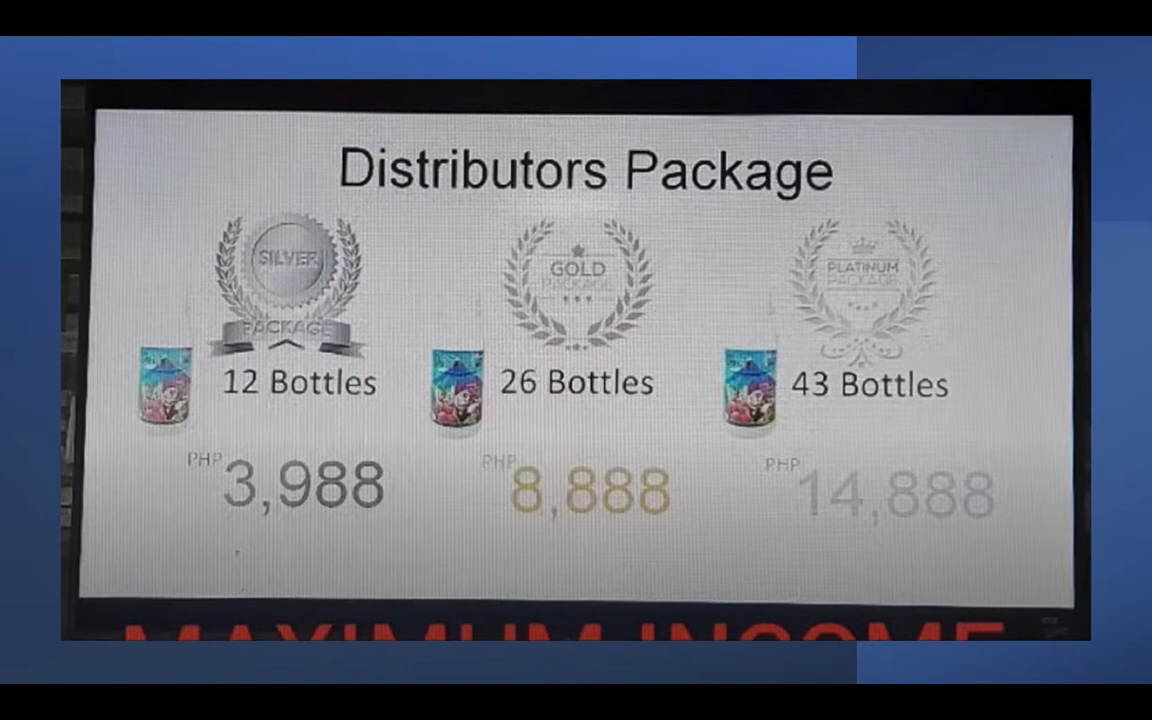 Distributors Package
SILVER
PACKAGE
GOLD
PACKAGE
PLATINUM
PACKAGE
12 Bottles
26 Bottles
43 Bottles
PHP 3,988
PHP 8,888
PHP 14,888
MAXIMUM INCOME